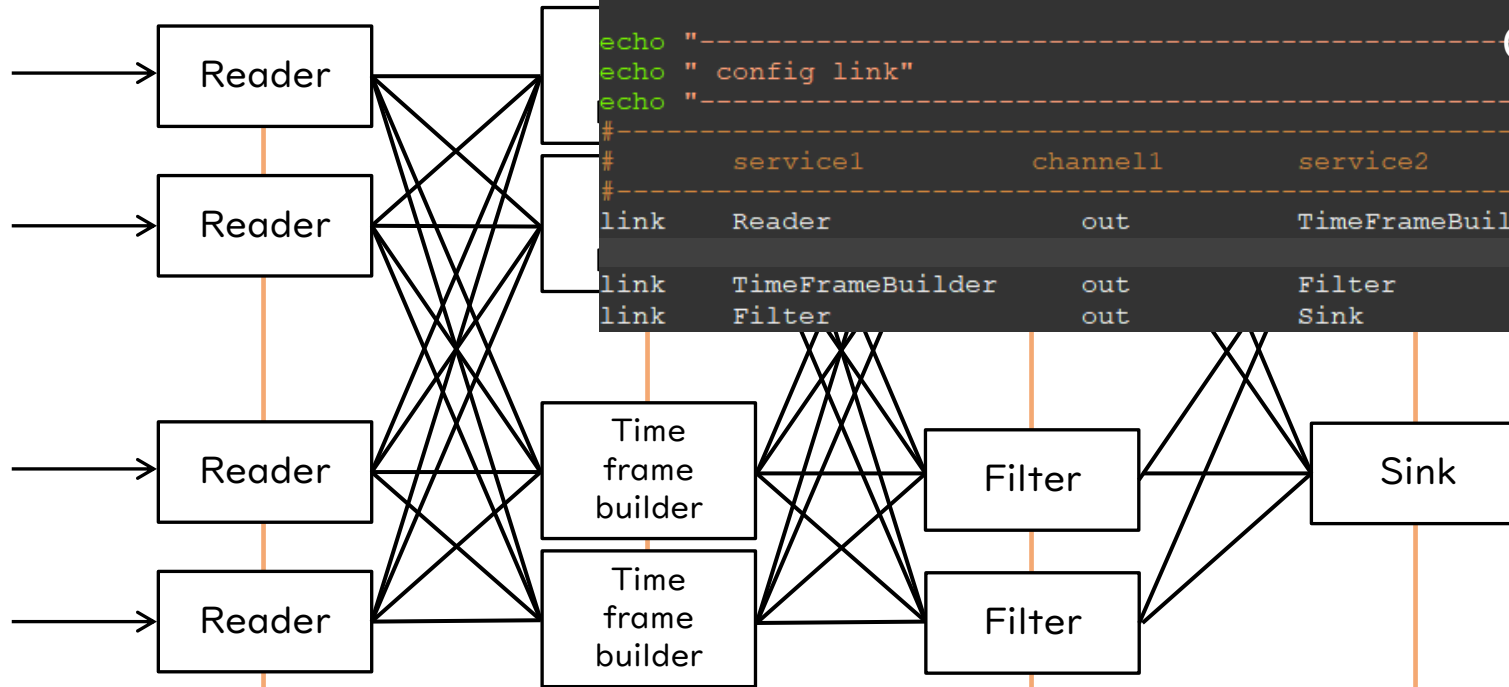 Reader
Reader
Reader
Reader
echo "-------------------------------------------------
echo " config link"
echo "-------------------------------------------------
#------------------------------------------------------
# service1 channel1 service2
#------------------------------------------------------
link Reader out TimeFrameBuil
link TimeFrameBuilder out Filter
link Filter out Sink
Time
frame
builder
Time
frame
builder
Filter
Filter
Sink